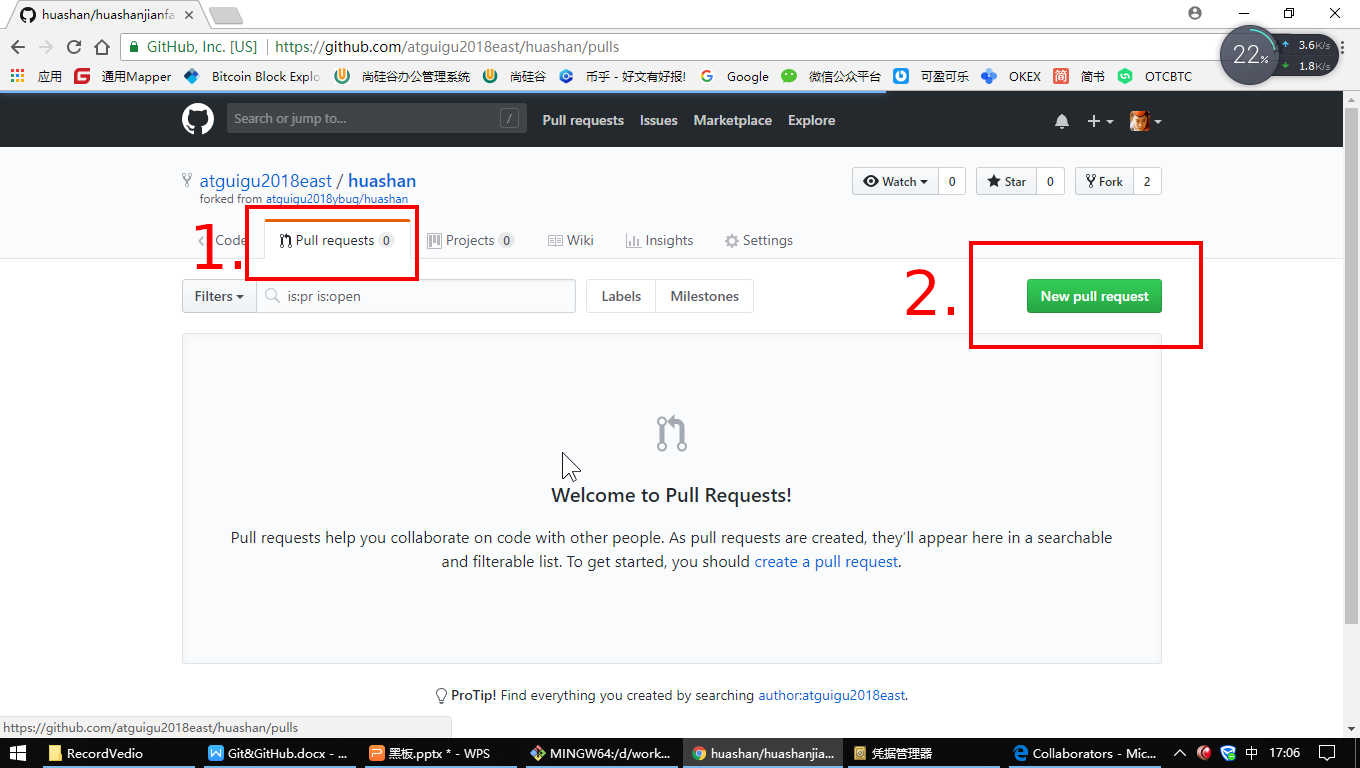 huashan/huashanjianfa
GitHub, Inc. [US] https://github.com/atguigu2018east/huashan/pulls
22% 3.6K/s
1.8K/s
应用 通用Mapper Bitcoin Block Explo 尚硅谷办公管理系统 尚硅谷 币乎 - 好文有好报! Google 微信公众平台 可盈可乐 OKEX 简 简书 OTCBTC
Search or jump to... / Pull requests Issues Marketplace Explore
atguigu2018east / huashan Watch 0 Star 0 Fork 2
forked from atguigu2018ybuq/huashan
1. Code Pull requests 0 Projects 0 Wiki Insights Settings
Filters is:pr is:open Labels Milestones 2. New pull request
Welcome to Pull Requests!
Pull requests help you collaborate on code with other people. As pull requests are created, they’ll appear here in a searchable
and filterable list. To get started, you should create a pull request.
ProTip! Find everything you created by searching author:atguigu2018east.
https://github.com/atguigu2018east/huashan/pulls
RecordVedio Git&GitHub.docx - ... 黑板.pptx * - WPS MINGW64:/d/work... huashan/huashanjia... 凭据管理器 Collaborators - Mic... 中 17:06